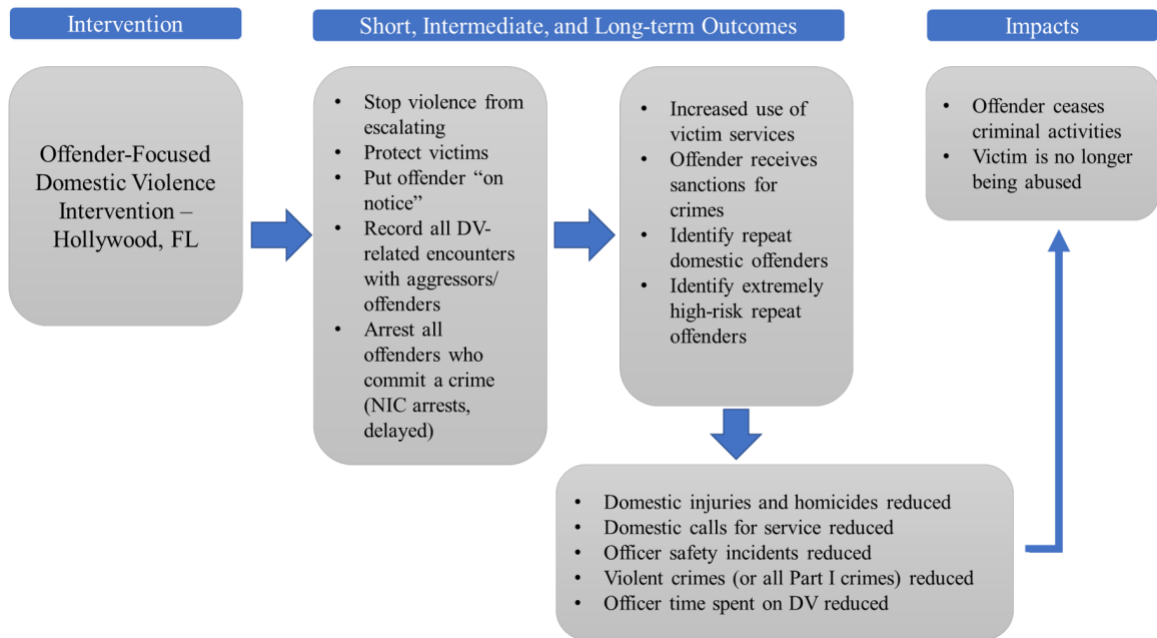 Intervention
Short, Intermediate, and Long-term Outcomes
Impacts
Offender-Focused
Domestic Violence
Intervention –
Hollywood, FL
• Stop violence from
escalating
• Protect victims
• Put offender “on
notice”
• Record all DV-
related encounters
with aggressors/
offenders
• Arrest all
offenders who
commit a crime
(NIC arrests,
delayed)
• Increased use of
victim services
• Offender receives
sanctions for
crimes
• Identify repeat
domestic offenders
• Identify extremely
high-risk repeat
offenders
• Domestic injuries and homicides reduced
• Domestic calls for service reduced
• Officer safety incidents reduced
• Violent crimes (or all Part I crimes) reduced
• Officer time spent on DV reduced
• Offender ceases
criminal activities
• Victim is no longer
being abused